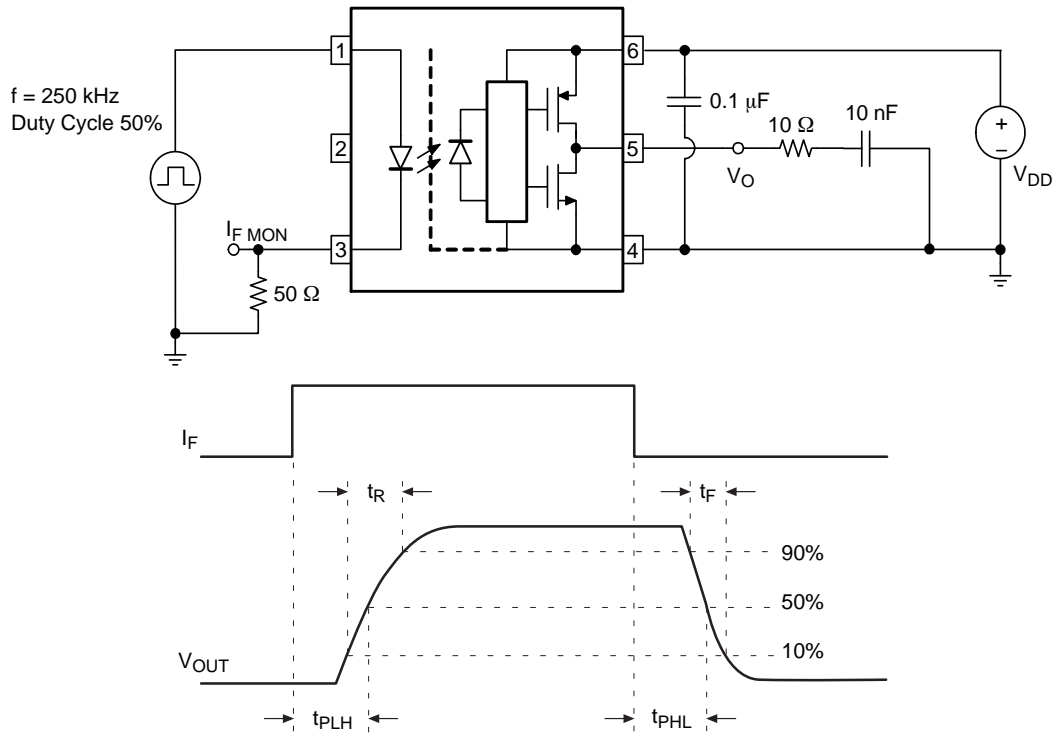 1
6
f = 250 kHz
Duty Cycle 50%
0.1 μF
10 nF
10 Ω
2
5
+
−
V_O
V_DD
I_F MON
3
4
50 Ω
I_F
t_R
t_F
90%
50%
10%
V_OUT
t_PLH
t_PHL